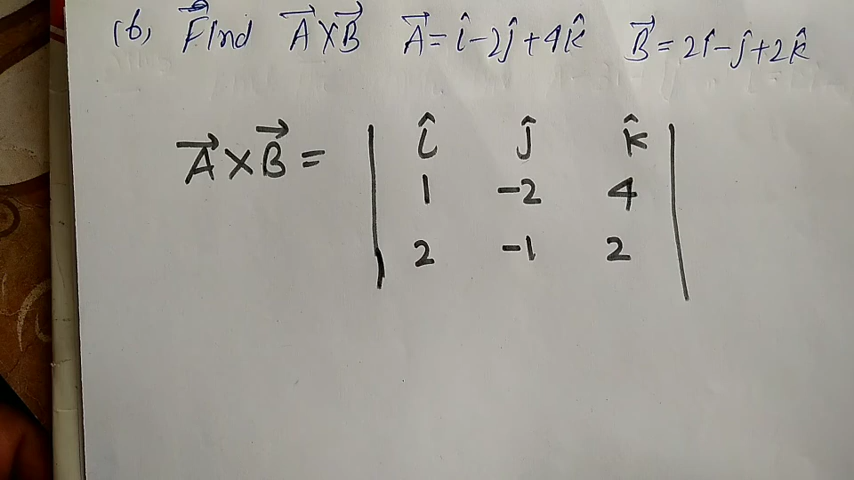 (6) Find A⃗×B⃗ A⃗=î-2ĵ+4k̂ B⃗=2î-ĵ+2k̂
A⃗×B⃗= | î ĵ k̂ |
| 1 -2 4 |
| 2 -1 2 |